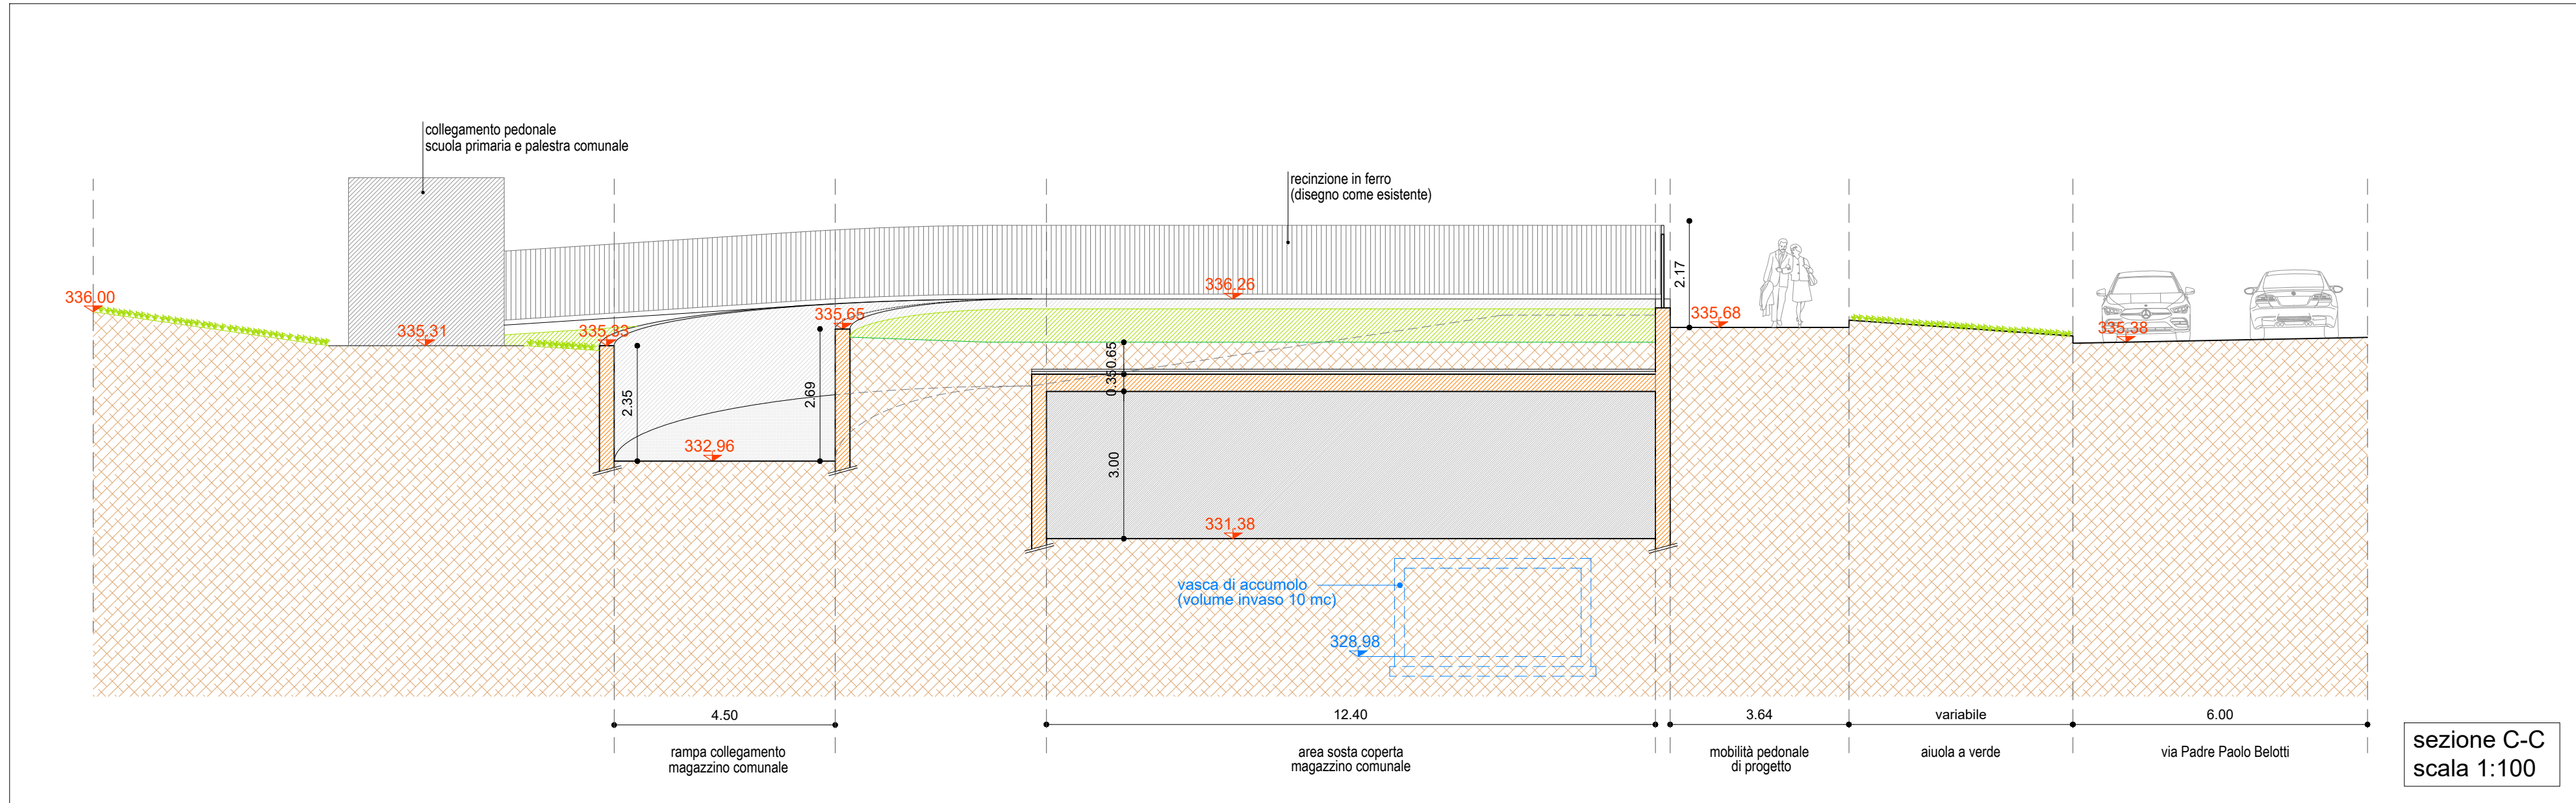 collegamento pedonale
scuola primaria e palestra comunale
recinzione in ferro
(disegno come esistente)
2.17
336.00
336.26
335.31
335.33
335.65
335.68
335.38
2.35
2.69
0.65
0.35
3.00
332.96
331.38
vasca di accumolo
(volume invaso 10 mc)
328.98
4.50
12.40
3.64
variabile
6.00
rampa collegamento
magazzino comunale
area sosta coperta
magazzino comunale
mobilità pedonale
di progetto
aiuola a verde
via Padre Paolo Belotti
sezione C-C
scala 1:100